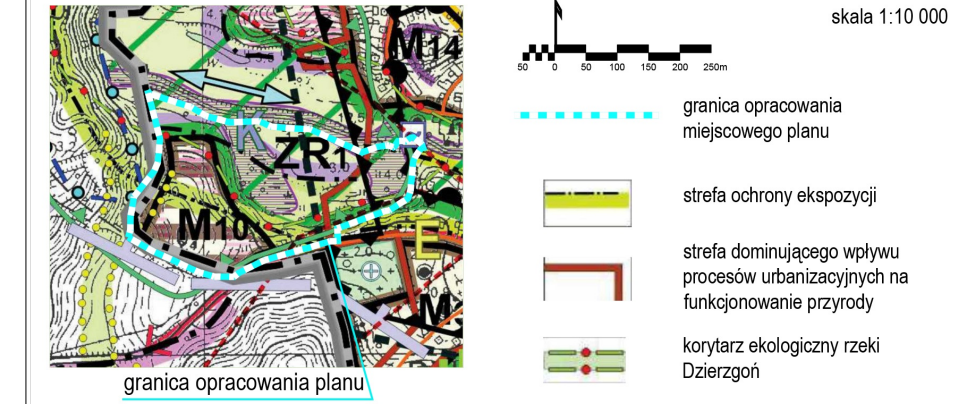 M14
K
ZR1
M10
E
M
granica opracowania planu
skala 1:10 000
50 0 50 100 150 200 250m
granica opracowania
miejscowego planu
strefa ochrony ekspozycji
strefa dominującego wpływu
procesów urbanizacyjnych na
funkcjonowanie przyrody
korytarz ekologiczny rzeki
Dzierzgoń